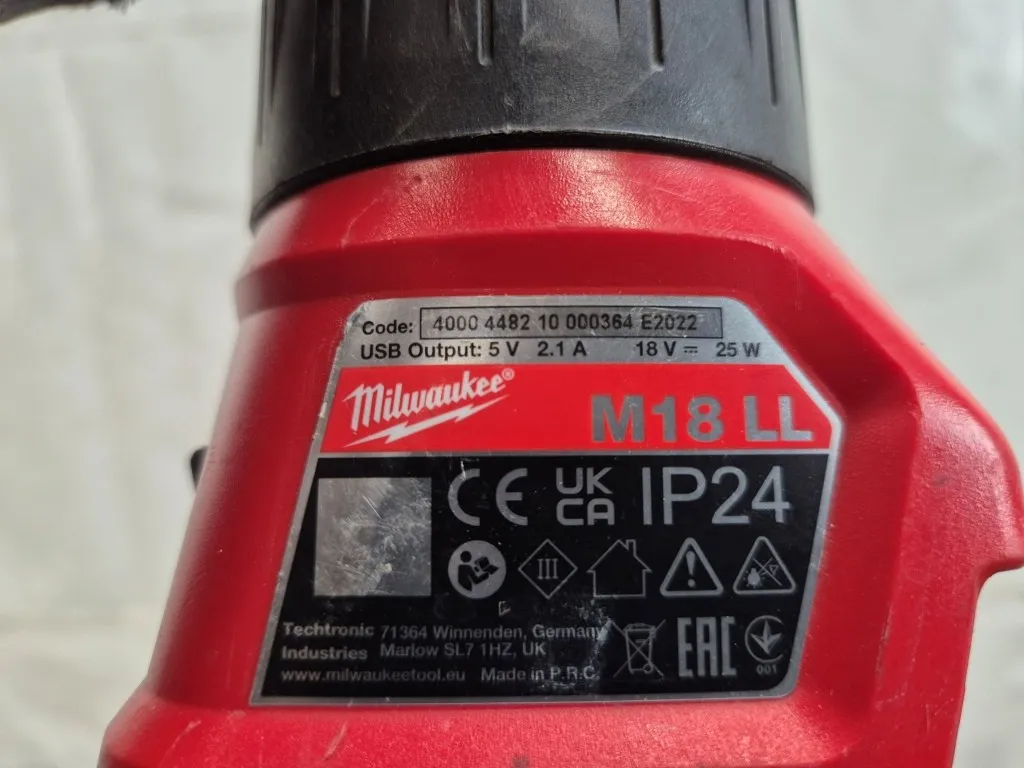 Code: 4000 4482 10 000364 E2022
USB Output: 5 V 2.1 A 18 V ⎓ 25 W
Milwaukee®
M18 LL
CE UK CA IP24
III
Techtronic Industries
71364 Winnenden, Germany
Marlow SL7 1HZ, UK
www.milwaukeetool.eu Made in P.R.C.
EAC
001